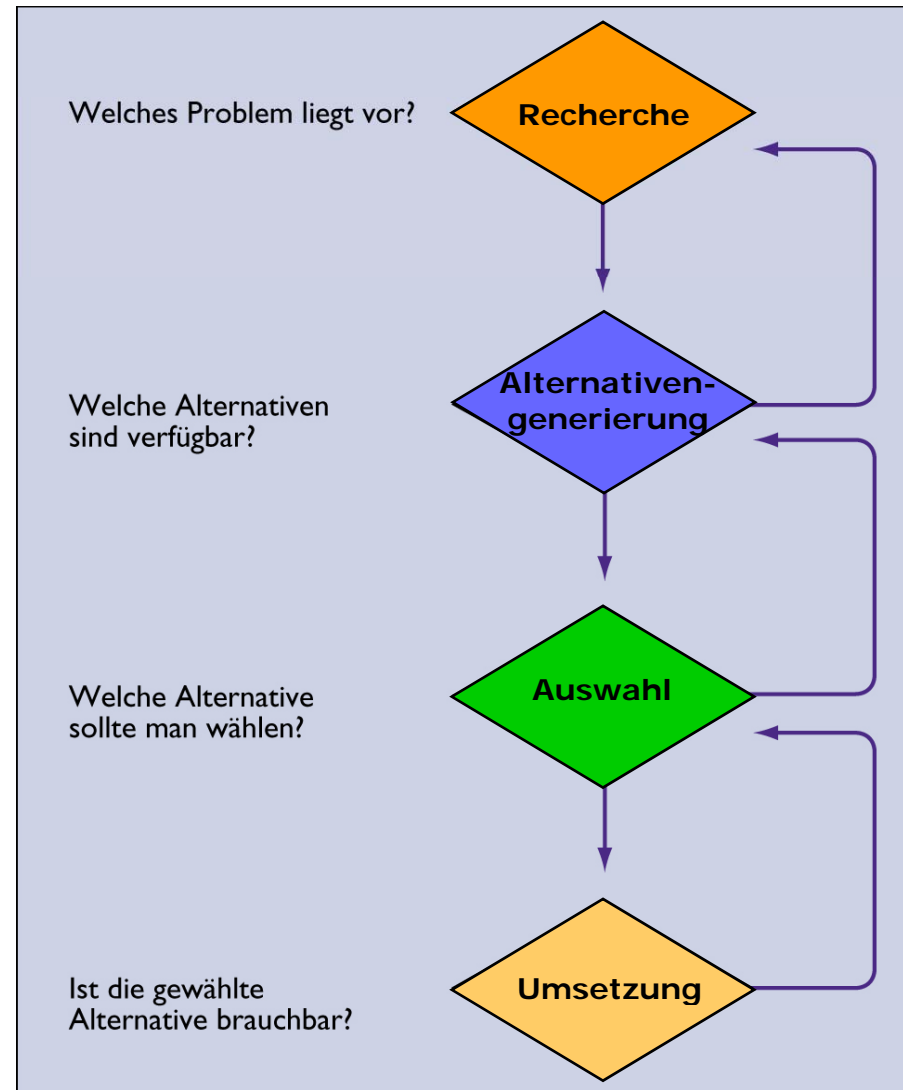 Welches Problem liegt vor?
Recherche
Welche Alternativen
sind verfügbar?
Alternativen-
generierung
Welche Alternative
sollte man wählen?
Auswahl
Ist die gewählte
Alternative brauchbar?
Umsetzung